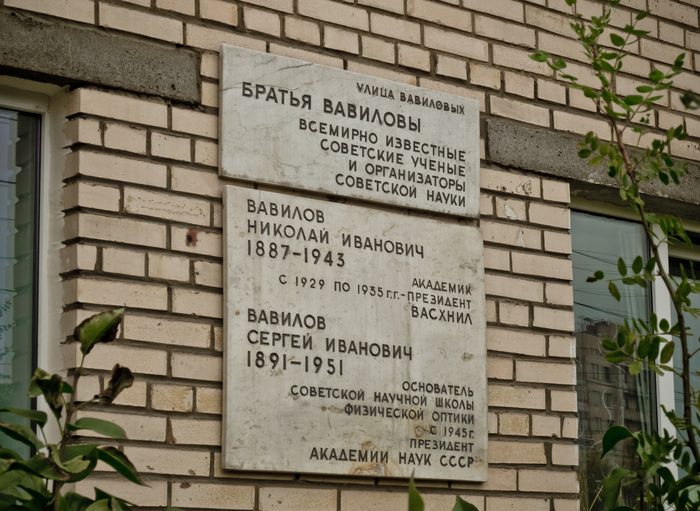 УЛИЦА ВАВИЛОВЫХ
БРАТЬЯ ВАВИЛОВЫ
ВСЕМИРНО ИЗВЕСТНЫЕ
СОВЕТСКИЕ УЧЕНЫЕ
И ОРГАНИЗАТОРЫ
СОВЕТСКОЙ НАУКИ
ВАВИЛОВ
НИКОЛАЙ ИВАНОВИЧ
1887-1943
АКАДЕМИК
С 1929 ПО 1935 г.г.-ПРЕЗИДЕНТ
ВАСХНИЛ
ВАВИЛОВ
СЕРГЕЙ ИВАНОВИЧ
1891-1951
ОСНОВАТЕЛЬ
СОВЕТСКОЙ НАУЧНОЙ ШКОЛЫ
ФИЗИЧЕСКОЙ ОПТИКИ
С 1945г.
ПРЕЗИДЕНТ
АКАДЕМИИ НАУК СССР